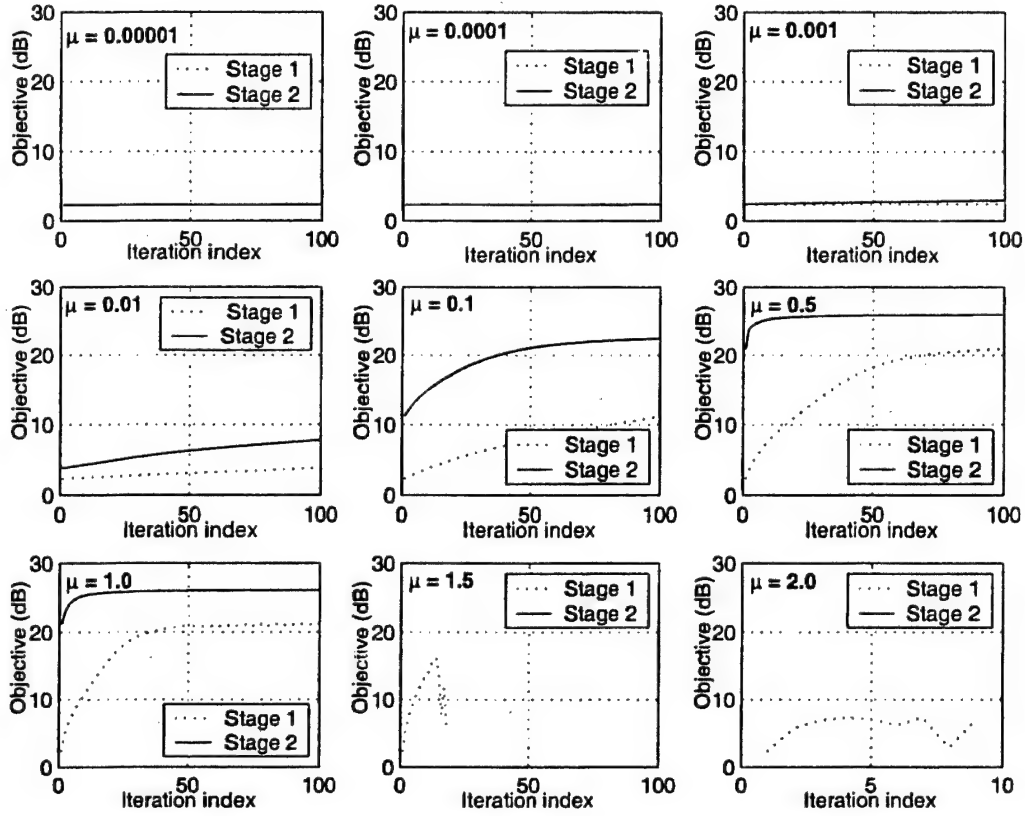 μ = 0.00001
Stage 1
Stage 2
Objective (dB)
30
20
10
0
0
50
100
Iteration index
μ = 0.0001
Stage 1
Stage 2
Objective (dB)
30
20
10
0
0
50
100
Iteration index
μ = 0.001
Stage 1
Stage 2
Objective (dB)
30
20
10
0
0
50
100
Iteration index
μ = 0.01
Stage 1
Stage 2
Objective (dB)
30
20
10
0
0
50
100
Iteration index
μ = 0.1
Stage 1
Stage 2
Objective (dB)
30
20
10
0
0
50
100
Iteration index
μ = 0.5
Stage 1
Stage 2
Objective (dB)
30
20
10
0
0
50
100
Iteration index
μ = 1.0
Stage 1
Stage 2
Objective (dB)
30
20
10
0
0
50
100
Iteration index
μ = 1.5
Stage 1
Stage 2
Objective (dB)
30
20
10
0
0
50
100
Iteration index
μ = 2.0
Stage 1
Stage 2
Objective (dB)
30
20
10
0
0
5
10
Iteration index